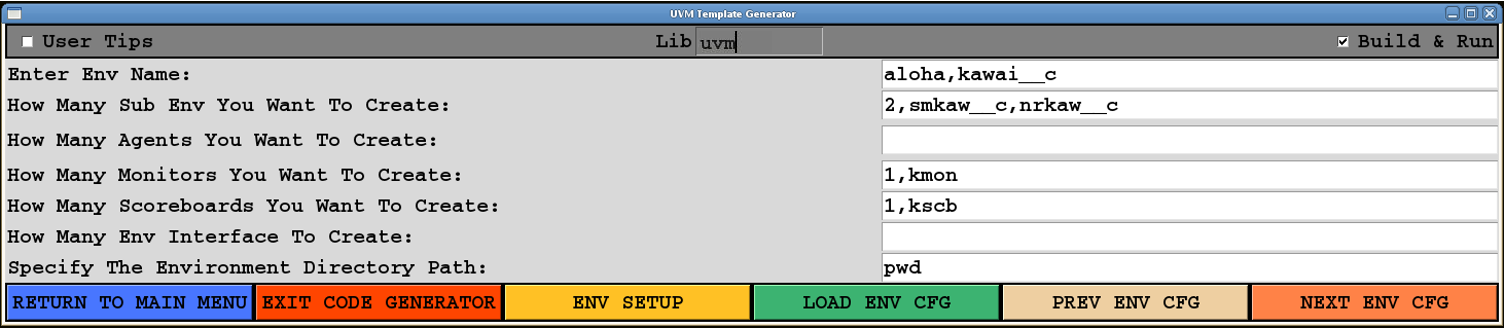 UVM Template Generator
User Tips Lib uvm Build & Run
Enter Env Name: aloha,kawai__c
How Many Sub Env You Want To Create: 2,smkaw__c,nrkaw__c
How Many Agents You Want To Create:
How Many Monitors You Want To Create: 1,kmon
How Many Scoreboards You Want To Create: 1,kscb
How Many Env Interface To Create:
Specify The Environment Directory Path: pwd
RETURN TO MAIN MENU EXIT CODE GENERATOR ENV SETUP LOAD ENV CFG PREV ENV CFG NEXT ENV CFG